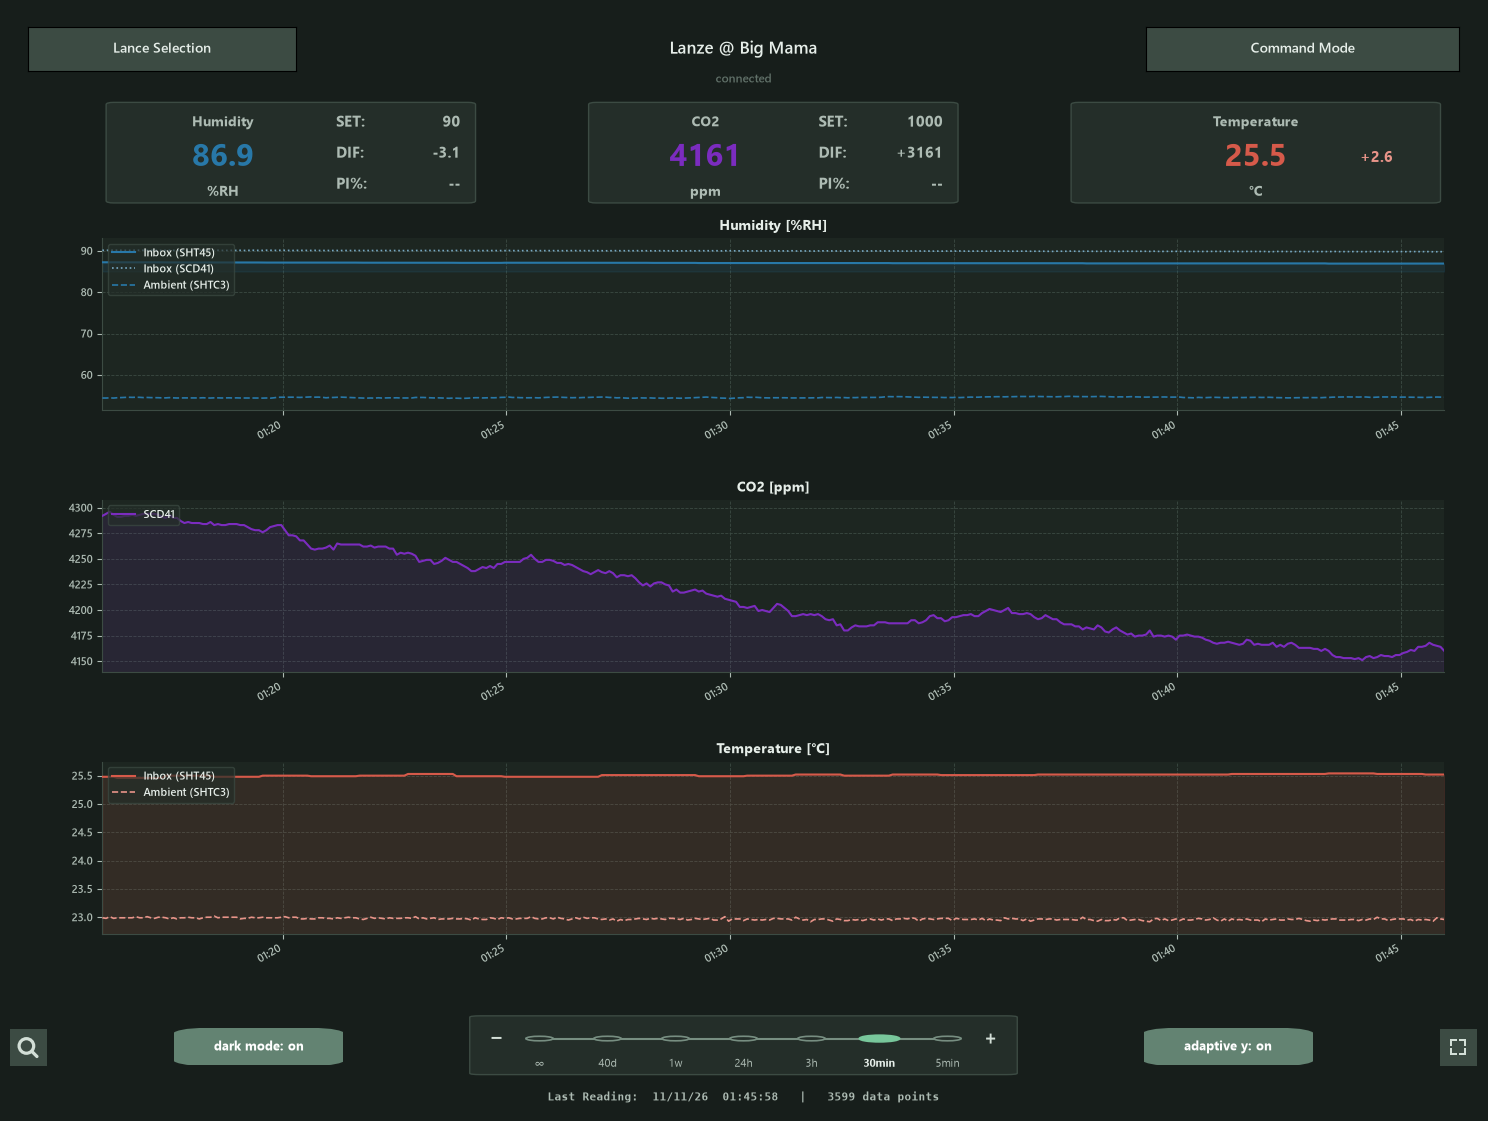 Lance Selection
Lanze @ Big Mama
Command Mode
connected
Humidity
86.9
%RH
SET: 90
DIF: -3.1
PI%: --
CO2
4161
ppm
SET: 1000
DIF: +3161
PI%: --
Temperature
25.5
+2.6
°C
Humidity [%RH]
Inbox (SHT45)
Inbox (SCD41)
Ambient (SHTC3)
90
80
70
60
01:20 01:25 01:30 01:35 01:40 01:45
CO2 [ppm]
SCD41
4300
4275
4250
4225
4200
4175
4150
01:20 01:25 01:30 01:35 01:40 01:45
Temperature [°C]
Inbox (SHT45)
Ambient (SHTC3)
25.5
25.0
24.5
24.0
23.5
23.0
01:20 01:25 01:30 01:35 01:40 01:45
dark mode: on
− +
∞ 40d 1w 24h 3h 30min 5min
adaptive y: on
Last Reading: 11/11/26 01:45:58 | 3599 data points